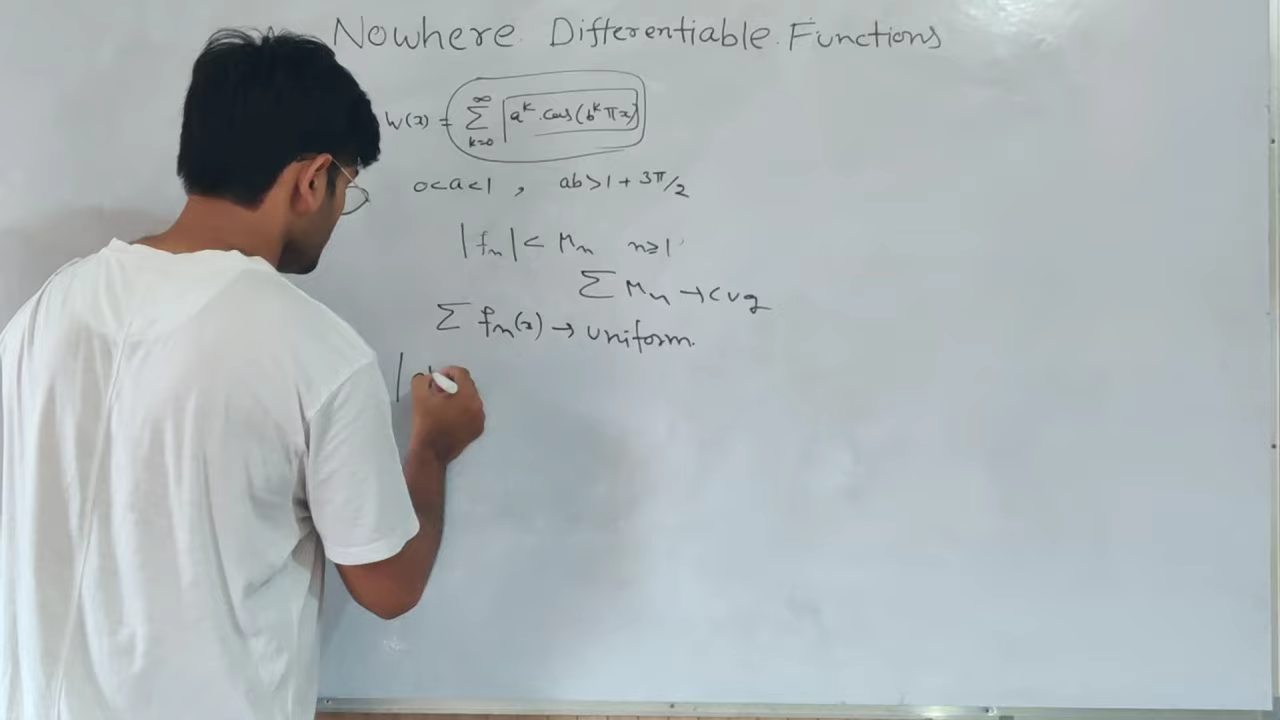 Nowhere Differentiable Functions
W(x) = ∑_{k=0}^{∞} a^k . cos(b^k πx)
0<a<1 , ab>1+3π/2
|f_n| < M_n n≥1
∑ M_n → cvg
∑ f_n(x) → uniform.
|